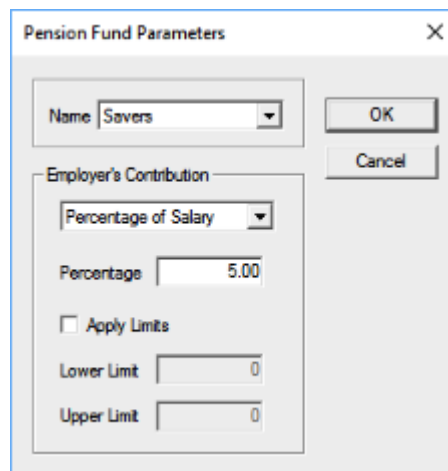 Pension Fund Parameters
Name Savers
OK
Cancel
Employer's Contribution
Percentage of Salary
Percentage 5.00
Apply Limits
Lower Limit 0
Upper Limit 0